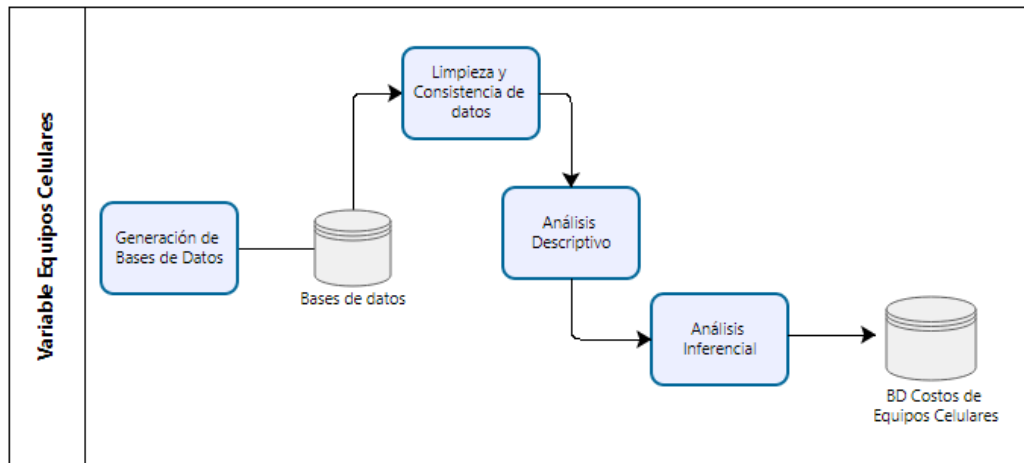 Variable Equipos Celulares
Generación de
Bases de Datos
Bases de datos
Limpieza y
Consistencia de
datos
Análisis
Descriptivo
Análisis
Inferencial
BD Costos de
Equipos Celulares